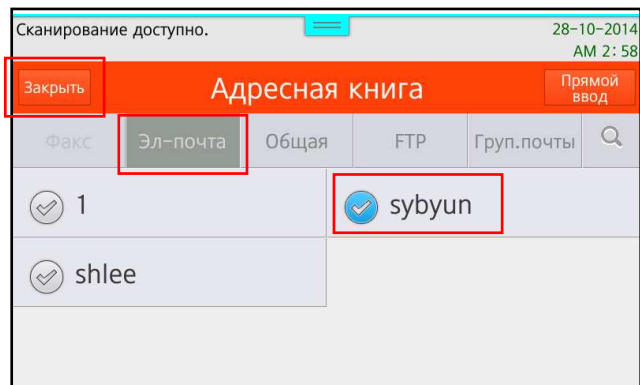 Сканирование доступно.
28-10-2014
AM 2:58
Закрыть
Адресная книга
Прямой
ввод
Факс
Эл-почта
Общая
FTP
Груп.почты
1
sybyun
shlee